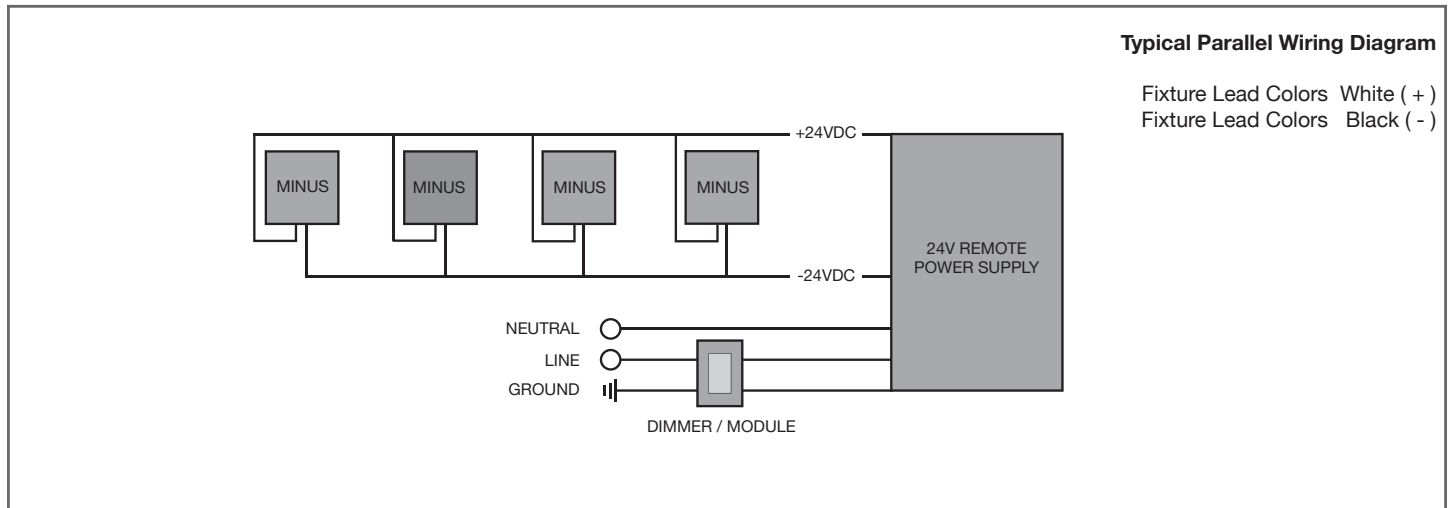 Typical Parallel Wiring Diagram
Fixture Lead Colors White ( + )
Fixture Lead Colors Black ( - )
+24VDC
MINUS
MINUS
MINUS
MINUS
24V REMOTE
POWER SUPPLY
-24VDC
NEUTRAL
LINE
GROUND
DIMMER / MODULE